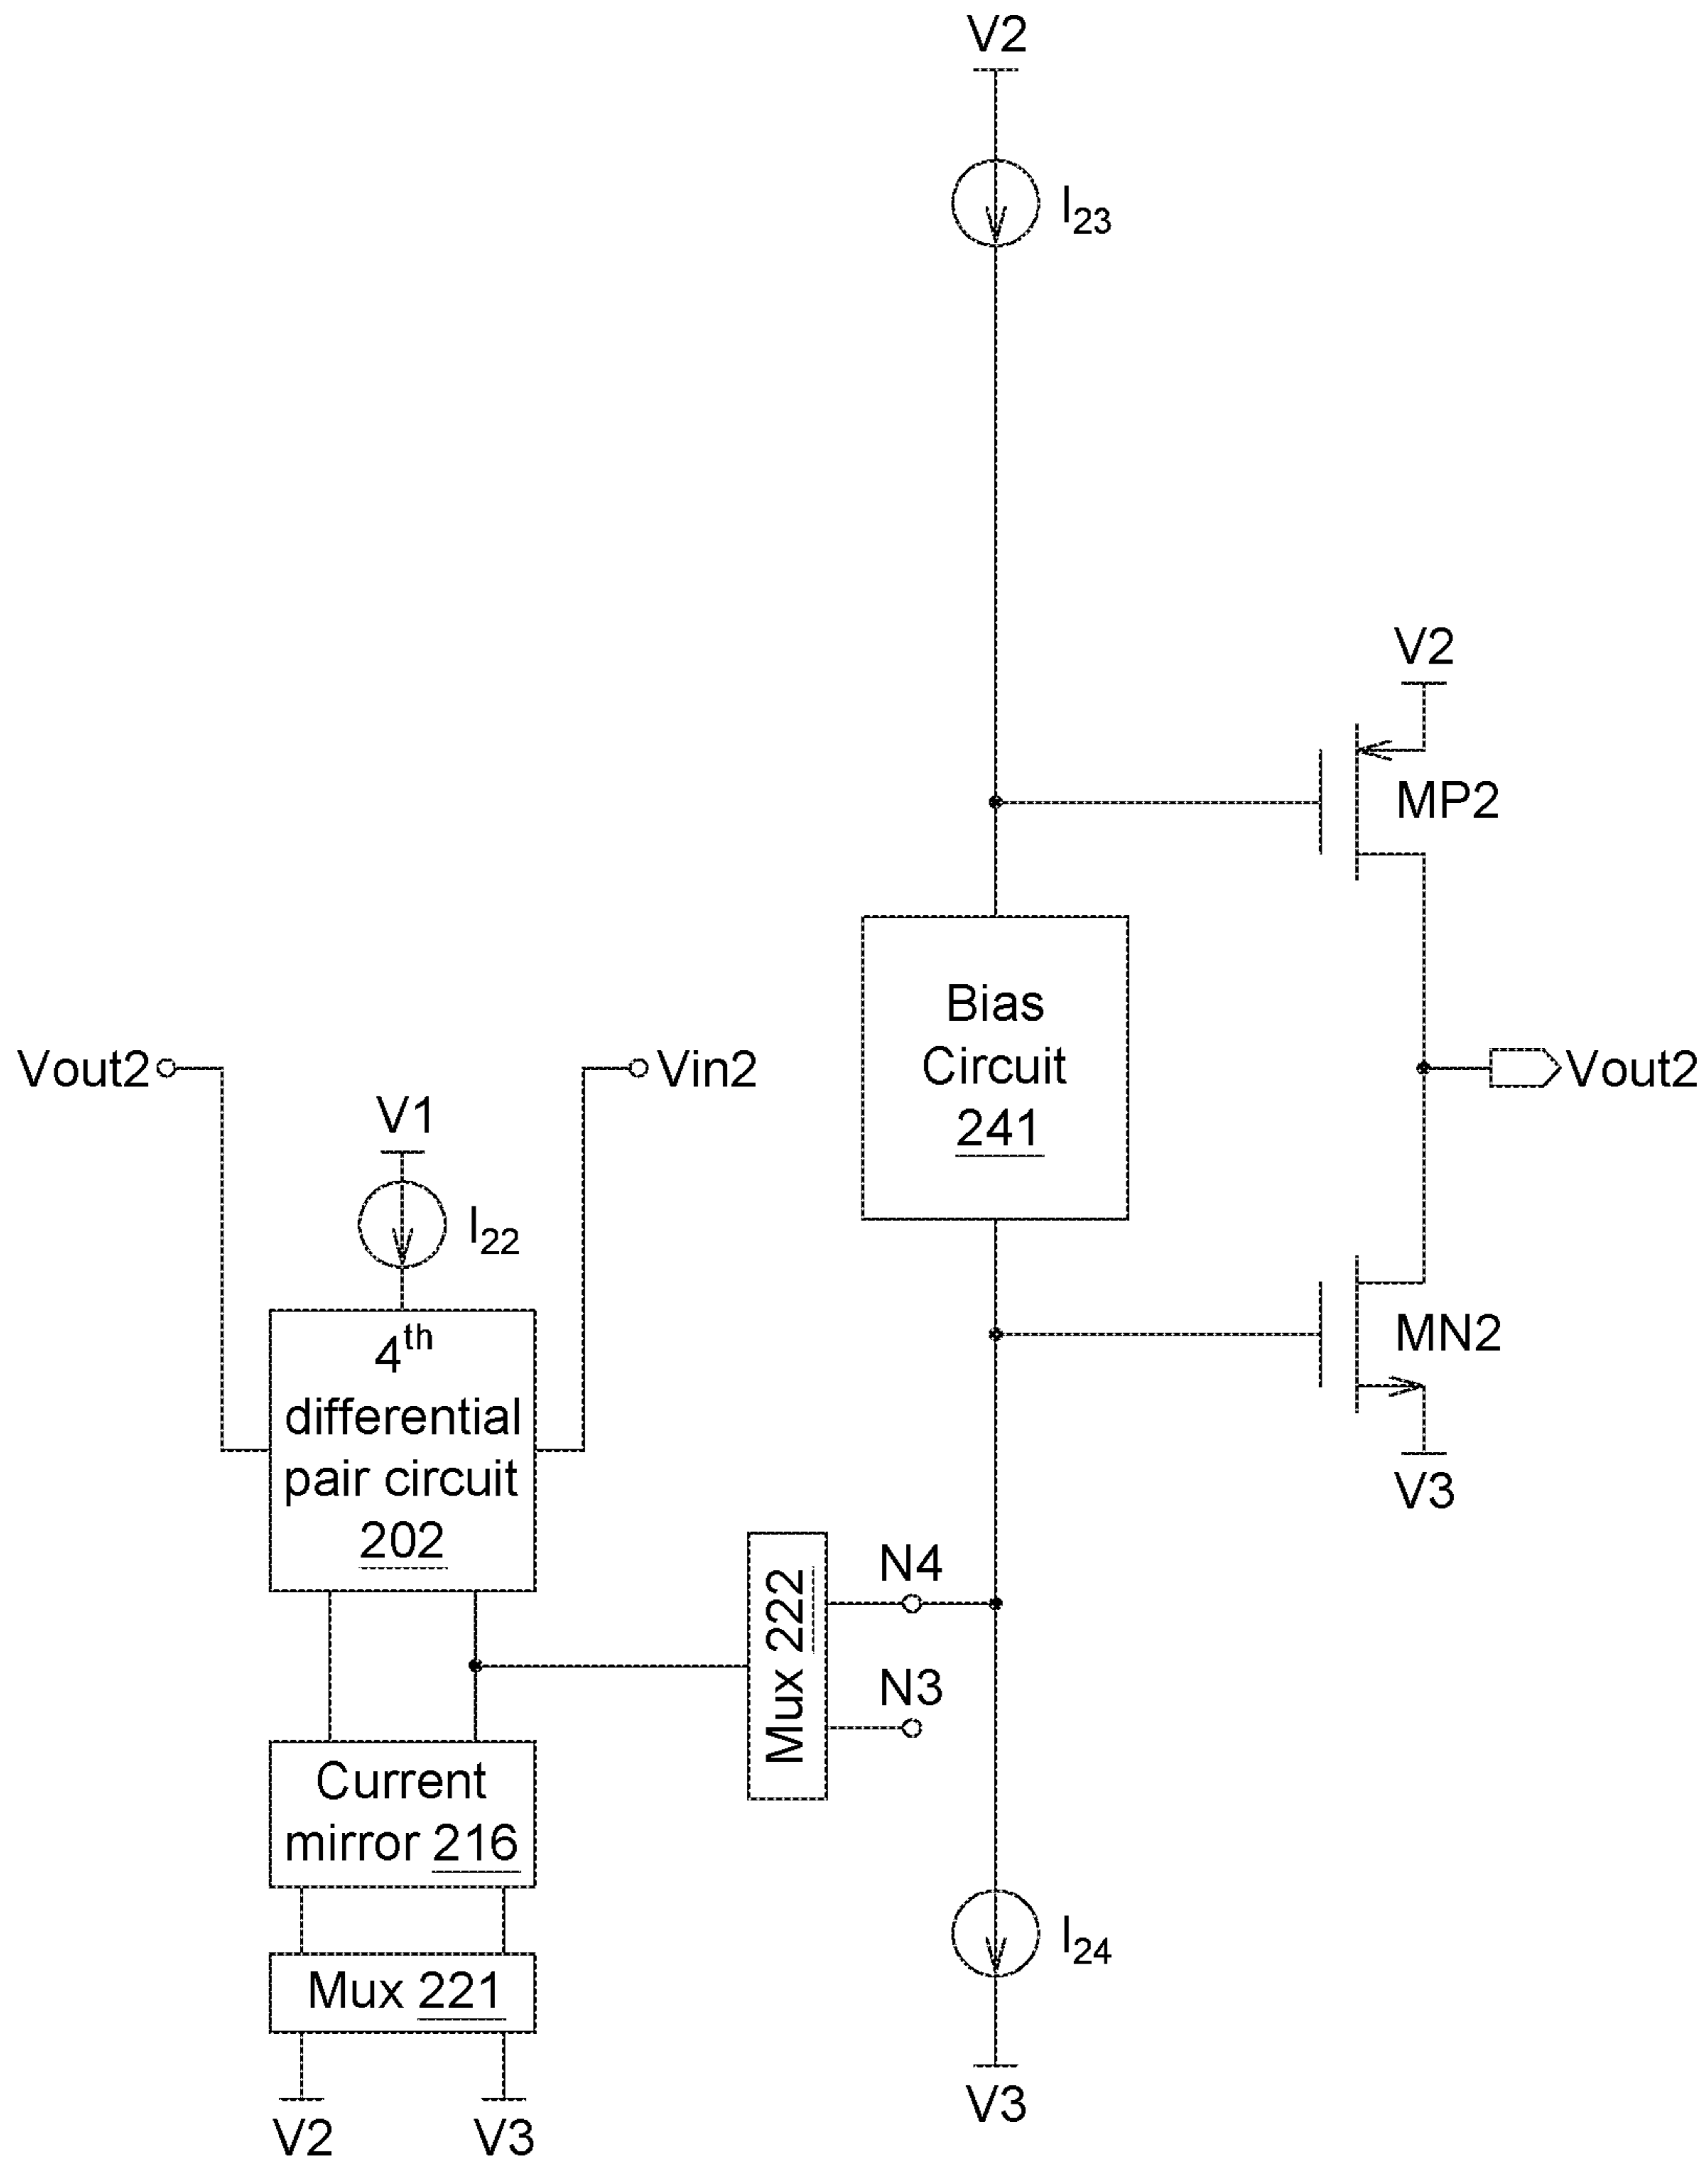 V2
I23
V2
MP2
Bias
Circuit
241
Vout2
Vin2
Vout2
V1
I22
4th
differential
pair circuit
202
MN2
V3
N4
Mux 222
N3
Current
mirror 216
I24
Mux 221
V3
V2
V3